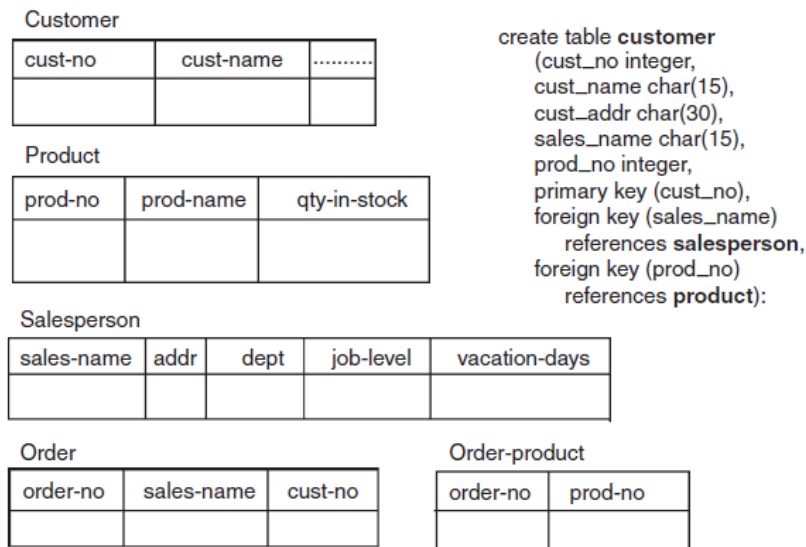 Customer
cust-no cust-name ..........
Product
prod-no prod-name qty-in-stock
Salesperson
sales-name addr dept job-level vacation-days
Order
order-no sales-name cust-no
Order-product
order-no prod-no
create table customer
(cust_no integer,
cust_name char(15),
cust_addr char(30),
sales_name char(15),
prod_no integer,
primary key (cust_no),
foreign key (sales_name)
references salesperson,
foreign key (prod_no)
references product):